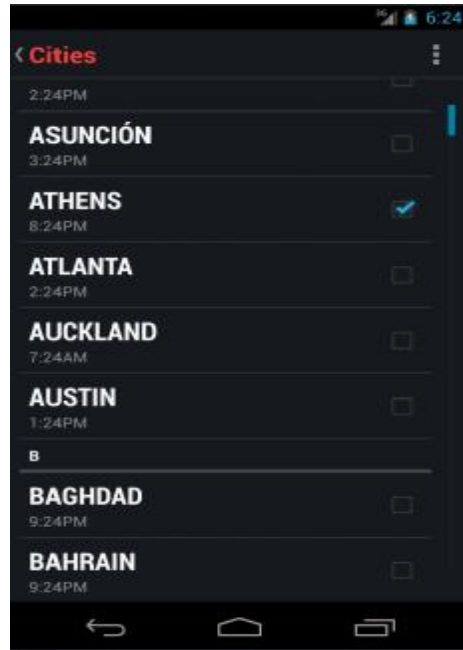 3G 6:24
Cities
2:24PM
ASUNCIÓN
3:24PM
ATHENS
8:24PM
ATLANTA
2:24PM
AUCKLAND
7:24AM
AUSTIN
1:24PM
B
BAGHDAD
9:24PM
BAHRAIN
9:24PM